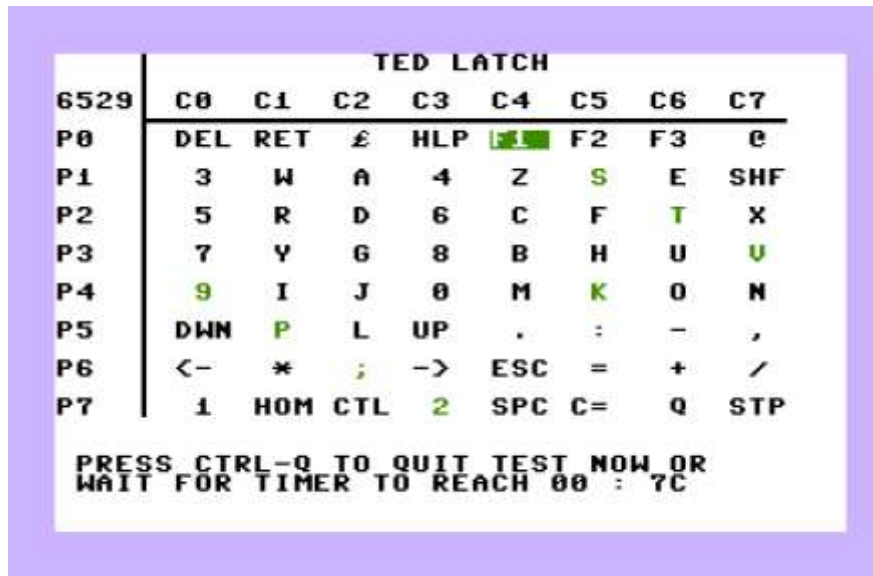 TED LATCH
6529 C0 C1 C2 C3 C4 C5 C6 C7
P0 DEL RET £ HLP F1 F2 F3 @
P1 3 W A 4 Z S E SHF
P2 5 R D 6 C F T X
P3 7 Y G 8 B H U V
P4 9 I J 0 M K O N
P5 DWN P L UP . : - ,
P6 <- * ; -> ESC = + /
P7 1 HOM CTL 2 SPC C= Q STP
PRESS CTRL-Q TO QUIT TEST NOW OR
WAIT FOR TIMER TO REACH 00 : 7C